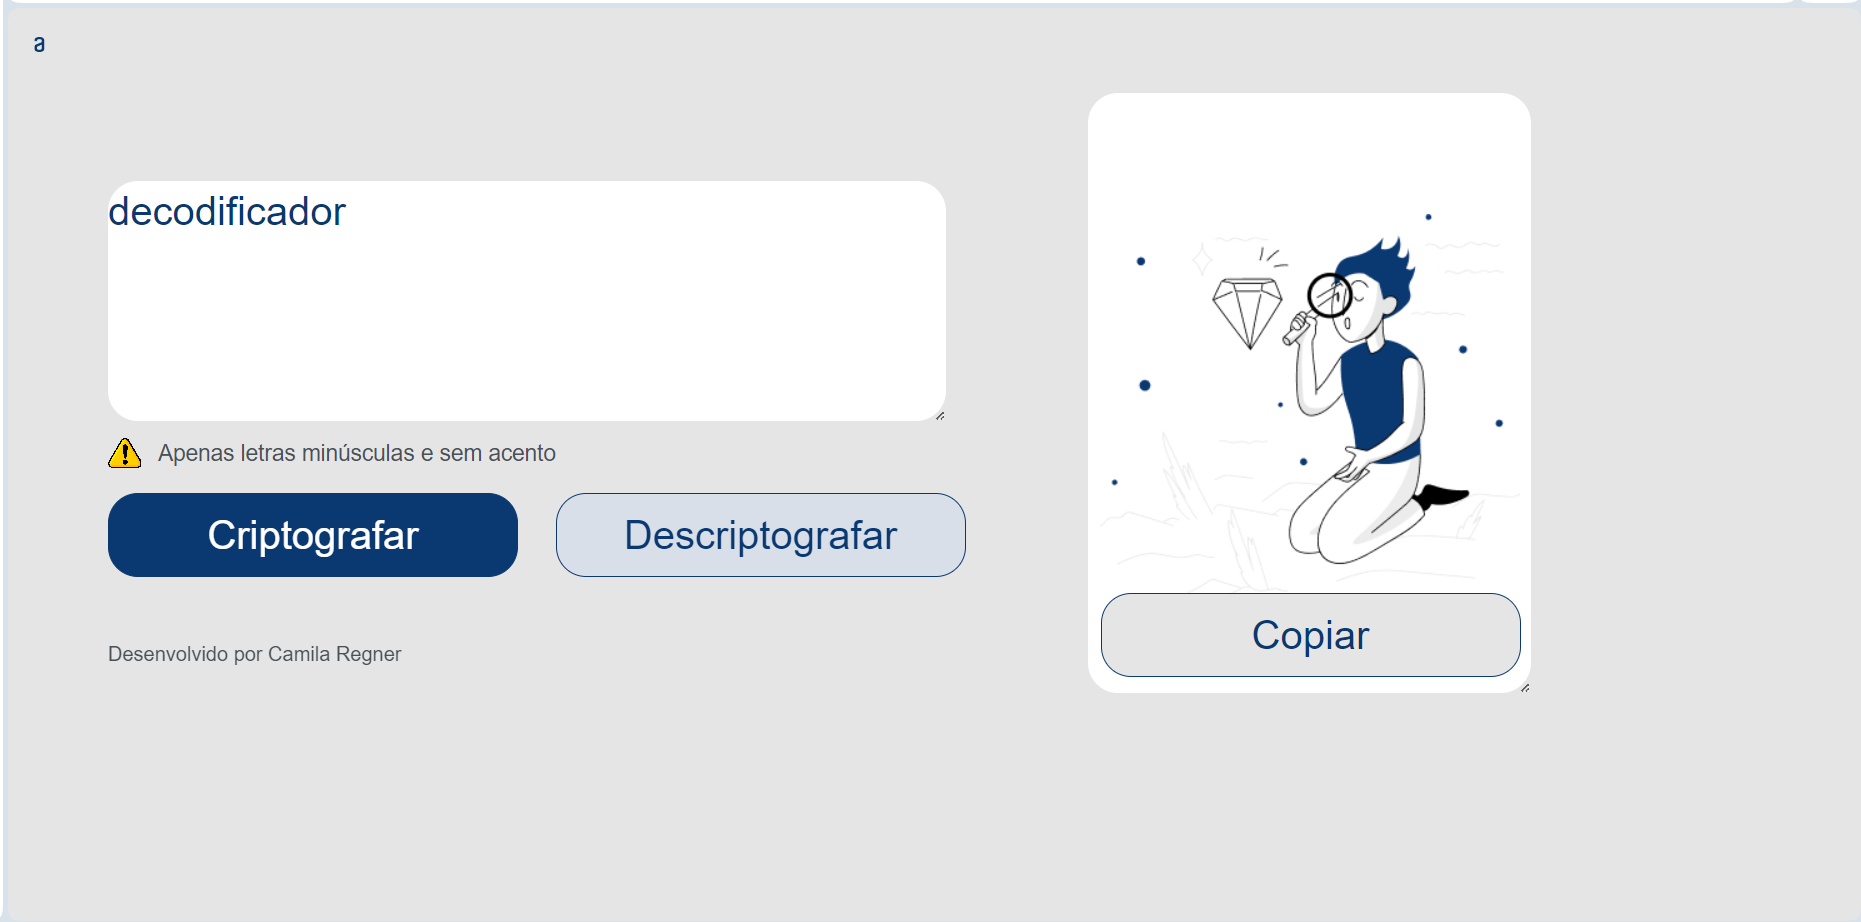 a
decodificador
Apenas letras minúsculas e sem acento
Criptografar
Descriptografar
Desenvolvido por Camila Regner
Copiar